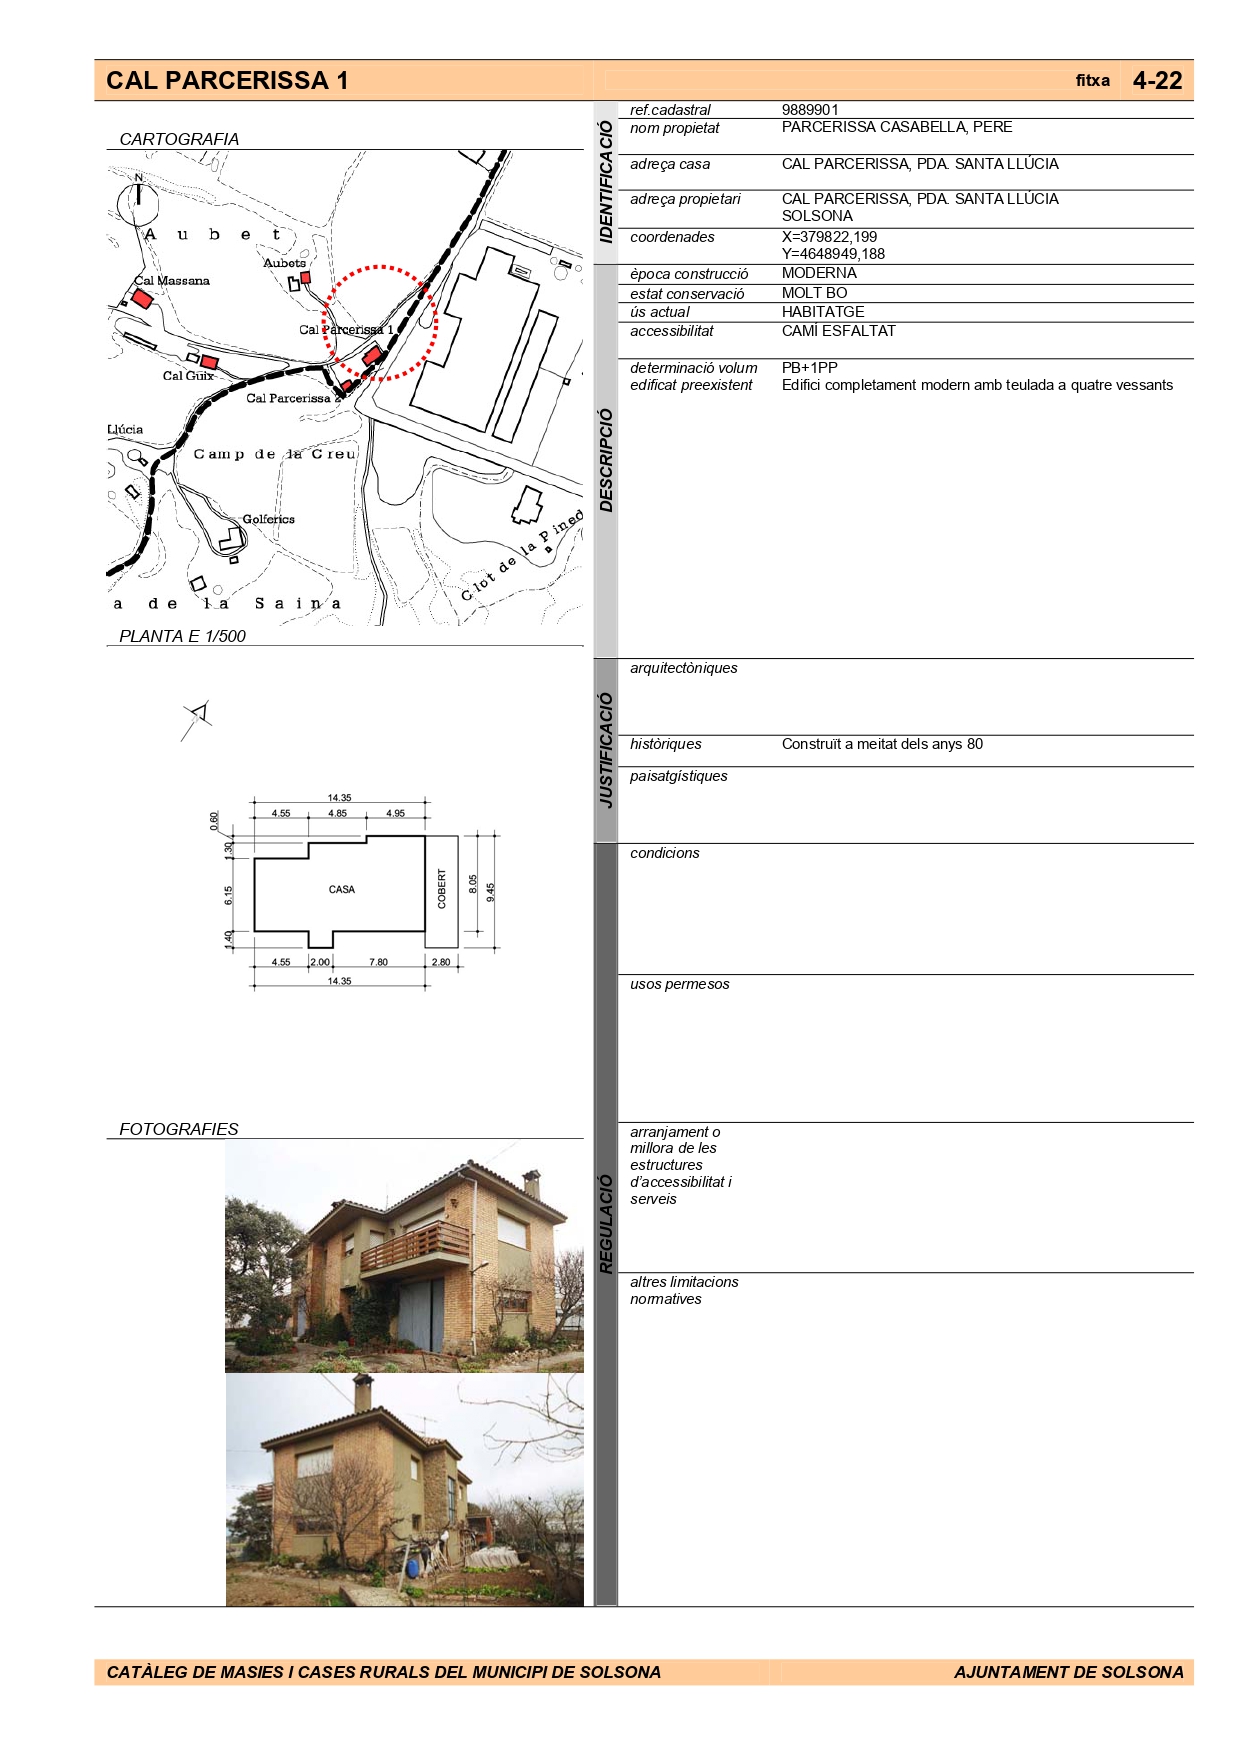 CAL PARCERISSA 1
fitxa 4-22
CARTOGRAFIA
N
A u b e t
Aubets
Cal Massana
Cal Parcerissa 1
Cal Guix
Cal Parcerissa 2
Llúcia
Camp de la Creu
Golferics
Clot de la Pined
a de la Saina
PLANTA E 1/500
14.35
4.55 4.85 4.95
0.60
1.30
6.15
1.40
CASA
COBERT
8.05
9.45
4.55 2.00 7.80 2.80
14.35
FOTOGRAFIES
IDENTIFICACIÓ
ref.cadastral 9889901
nom propietat PARCERISSA CASABELLA, PERE
adreça casa CAL PARCERISSA, PDA. SANTA LLÚCIA
adreça propietari CAL PARCERISSA, PDA. SANTA LLÚCIA
SOLSONA
coordenades X=379822,199
Y=4648949,188
DESCRIPCIÓ
època construcció MODERNA
estat conservació MOLT BO
ús actual HABITATGE
accessibilitat CAMÍ ESFALTAT
determinació volum PB+1PP
edificat preexistent Edifici completament modern amb teulada a quatre vessants
JUSTIFICACIÓ
arquitectòniques
històriques Construït a meitat dels anys 80
paisatgístiques
REGULACIÓ
condicions
usos permesos
arranjament o
millora de les
estructures
d'accessibilitat i
serveis
altres limitacions
normatives
CATÀLEG DE MASIES I CASES RURALS DEL MUNICIPI DE SOLSONA
AJUNTAMENT DE SOLSONA